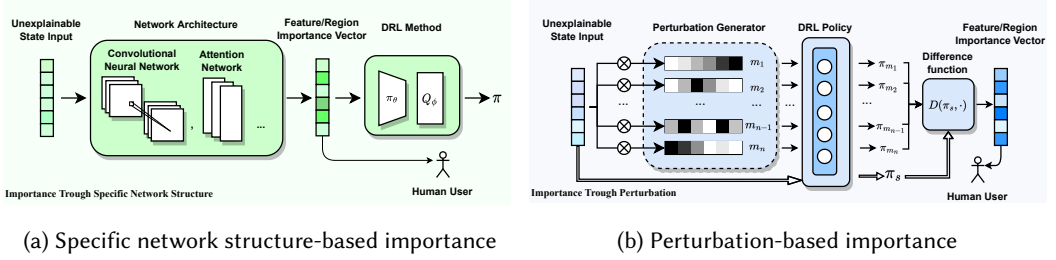 Unexplainable
State Input
Network Architecture
Convolutional
Neural Network
Attention
Network
,
...
Feature/Region
Importance Vector
DRL Method
π_θ
Q_ϕ
π
Human User
Importance Trough Specific Network Structure
(a) Specific network structure-based importance
Unexplainable
State Input
Perturbation Generator
m_1
m_2
... ...
m_{n-1}
m_n
...
DRL Policy
π_{m_1}
π_{m_2}
...
π_{m_{n-1}}
π_{m_n}
π_s
Difference
function
D(π_s,·)
Feature/Region
Importance Vector
Human User
Importance Trough Perturbation
(b) Perturbation-based importance